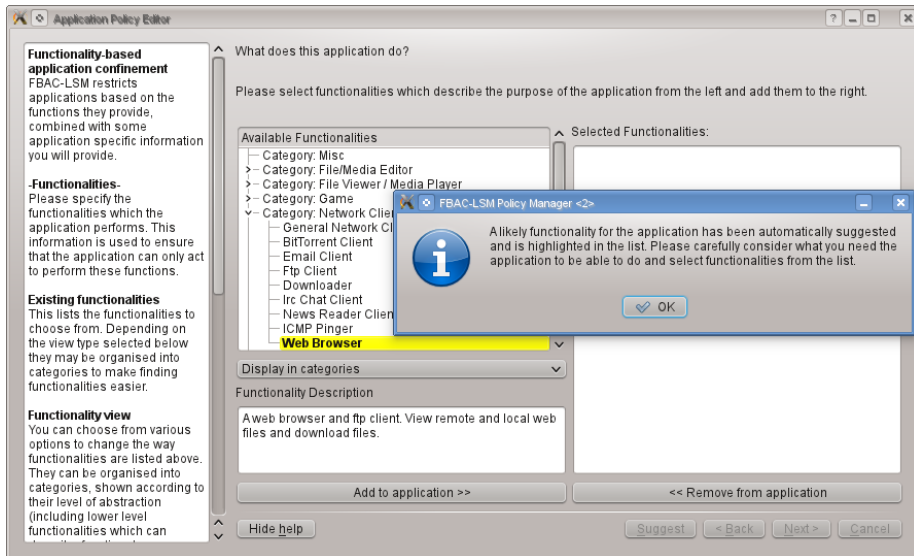 Application Policy Editor
Functionality-based
application confinement
FBAC-LSM restricts
applications based on the
functions they provide,
combined with some
application specific information
you will provide.
-Functionalities-
Please specify the
functionalities which the
application performs. This
information is used to ensure
that the application can only act
to perform these functions.
Existing functionalities
This lists the functionalities to
choose from. Depending on
the view type selected below
they may be organised into
categories to make finding
functionalities easier.
Functionality view
You can choose from various
options to change the way
functionalities are listed above.
They can be organised into
categories, shown according to
their level of abstraction
(including lower level
functionalities which can
What does this application do?
Please select functionalities which describe the purpose of the application from the left and add them to the right.
Available Functionalities
Category: Misc
Category: File/Media Editor
Category: File Viewer / Media Player
Category: Game
Category: Network Clie
General Network Cl
BitTorrent Client
Email Client
Ftp Client
Downloader
Irc Chat Client
News Reader Clien
ICMP Pinger
Web Browser
Display in categories
Functionality Description
A web browser and ftp client. View remote and local web
files and download files.
Add to application >>
Selected Functionalities:
<< Remove from application
FBAC-LSM Policy Manager <2>
A likely functionality for the application has been automatically suggested
and is highlighted in the list. Please carefully consider what you need the
application to be able to do and select functionalities from the list.
OK
Hide help
Suggest
< Back
Next >
Cancel